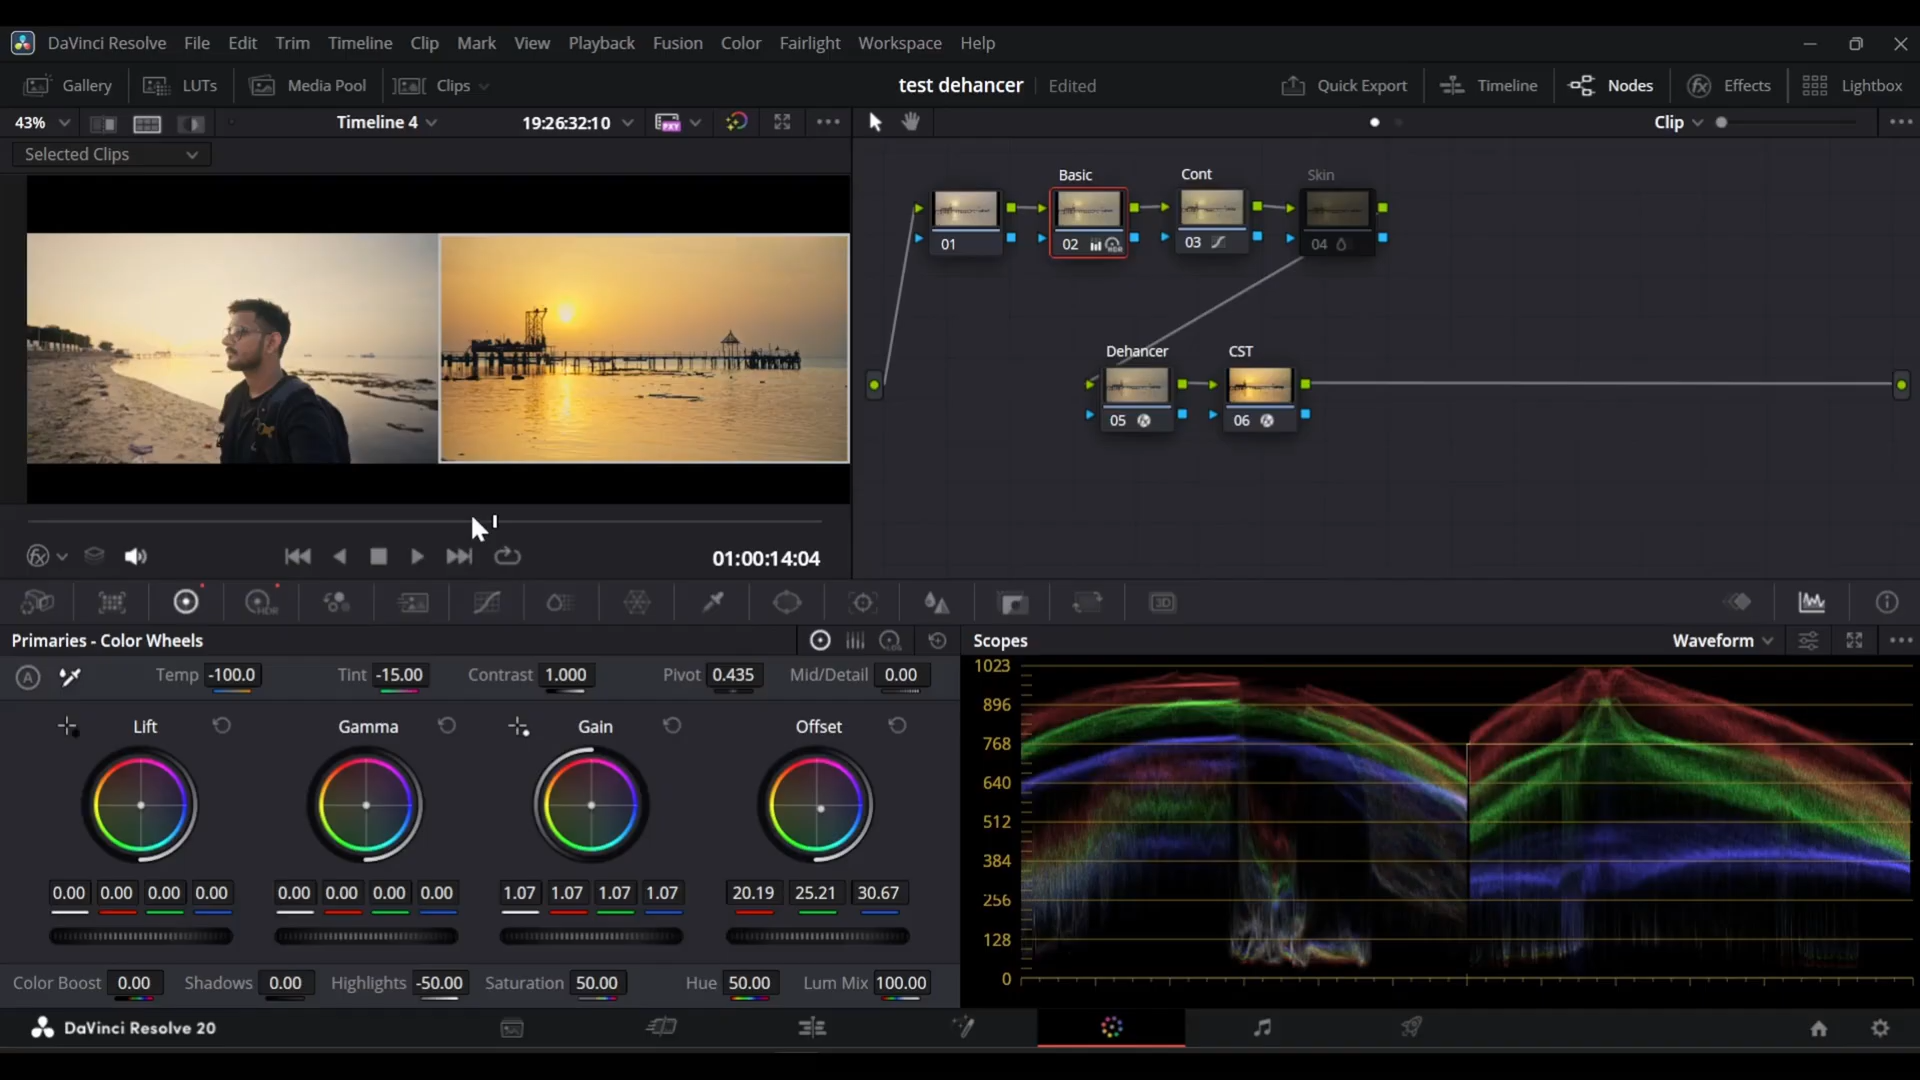 DaVinci Resolve File Edit Trim Timeline Clip Mark View Playback Fusion Color Fairlight Workspace Help
Gallery LUTs Media Pool Clips test dehancer Edited Quick Export Timeline Nodes Effects Lightbox
43% Timeline 4 19:26:32:10 PXY Clip
Selected Clips
Basic Cont Skin
01 02 HDR 03 04
Dehancer CST
05 06
01:00:14:04
HDR 3D
Primaries - Color Wheels
Scopes Waveform
A Temp -100.0 Tint -15.00 Contrast 1.000 Pivot 0.435 Mid/Detail 0.00
Lift Gamma Gain Offset
0.00 0.00 0.00 0.00 0.00 0.00 0.00 0.00 1.07 1.07 1.07 1.07 20.19 25.21 30.67
Color Boost 0.00 Shadows 0.00 Highlights -50.00 Saturation 50.00 Hue 50.00 Lum Mix 100.00
1023
896
768
640
512
384
256
128
0
DaVinci Resolve 20